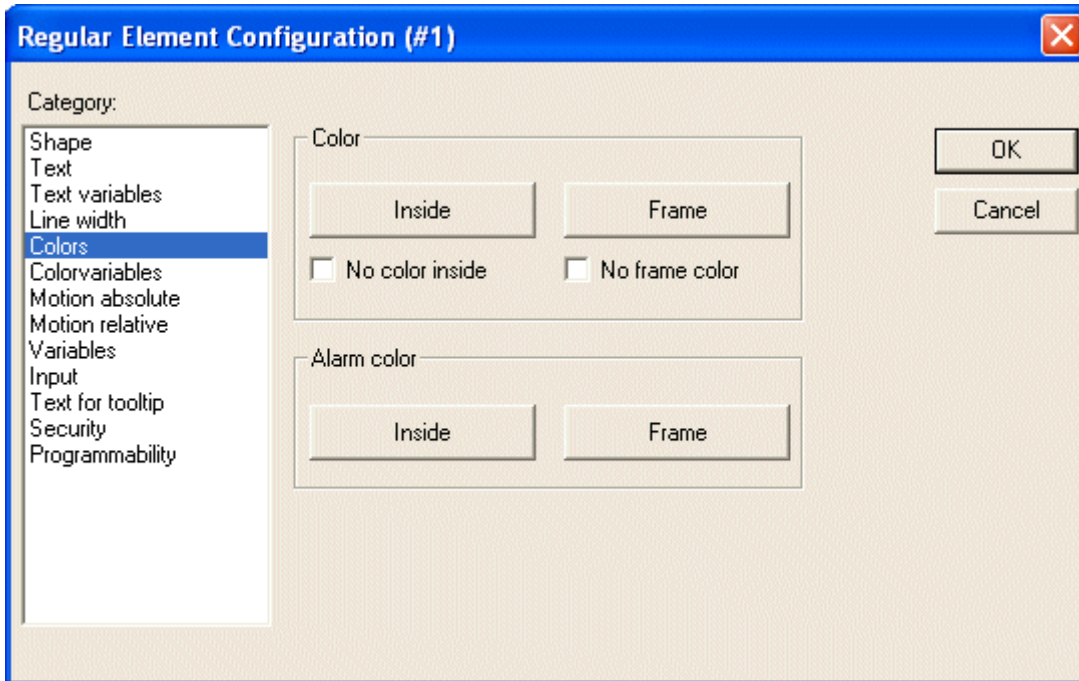 Regular Element Configuration (#1)
Category:
Shape
Text
Text variables
Line width
Colors
Colorvariables
Motion absolute
Motion relative
Variables
Input
Text for tooltip
Security
Programmability
Color
Inside
Frame
No color inside
No frame color
Alarm color
Inside
Frame
OK
Cancel